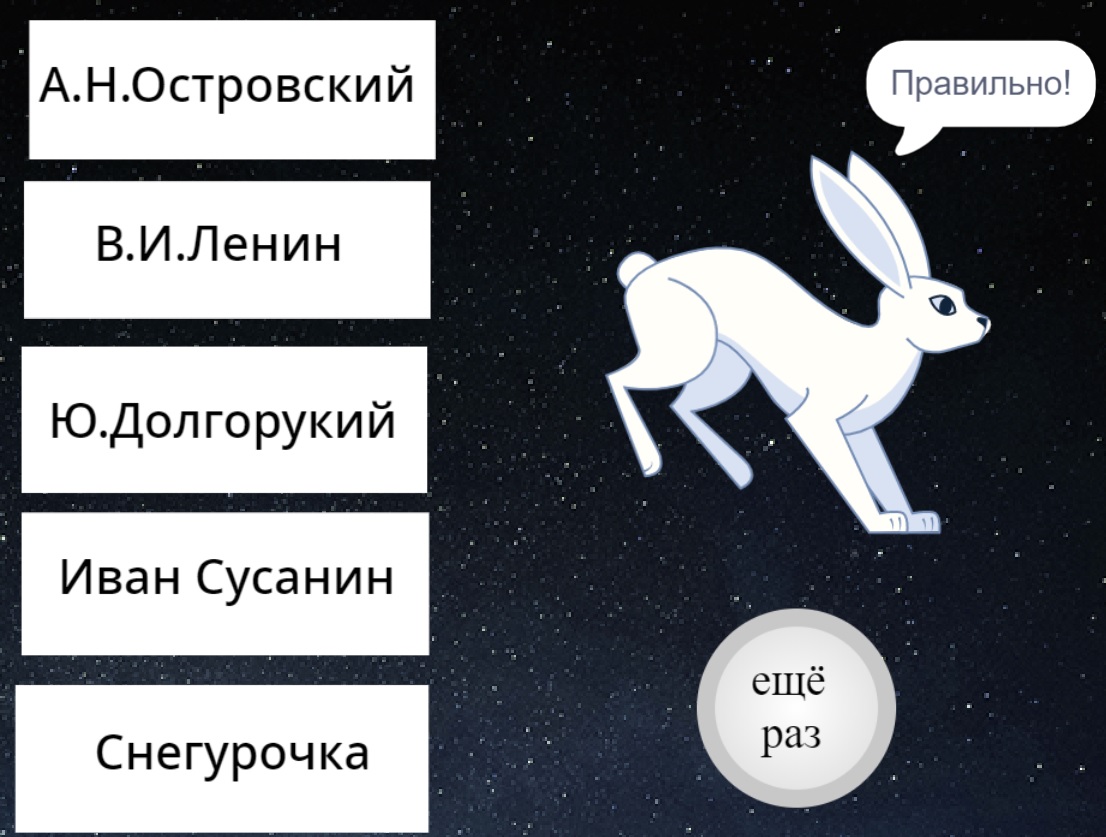 А.Н.Островский
Правильно!
В.И.Ленин
Ю.Долгорукий
Иван Сусанин
Снегурочка
ещё
раз